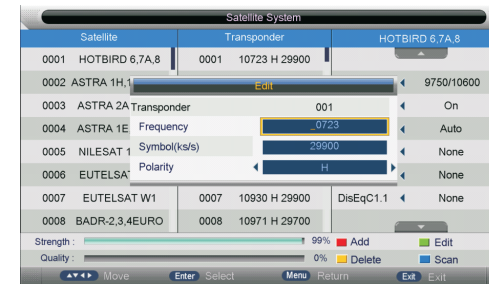 Satellite System
Satellite Transponder HOTBIRD 6,7A,8
0001 HOTBIRD 6,7A,8 0001 10723 H 29900
0002 ASTRA 1H,1 Edit 9750/10600
0003 ASTRA 2A Transponder 001 On
0004 ASTRA 1E Frequency _0723 Auto
0005 NILESAT 1 Symbol(ks/s) 29900 None
0006 EUTELSAT Polarity H None
0007 EUTELSAT W1 0007 10930 H 29900 DisEqC1.1 None
0008 BADR-2,3,4EURO 0008 10971 H 29700
Strength : 99% Add Edit
Quality : 0% Delete Scan
Move Enter Select Menu Return Exit Exit